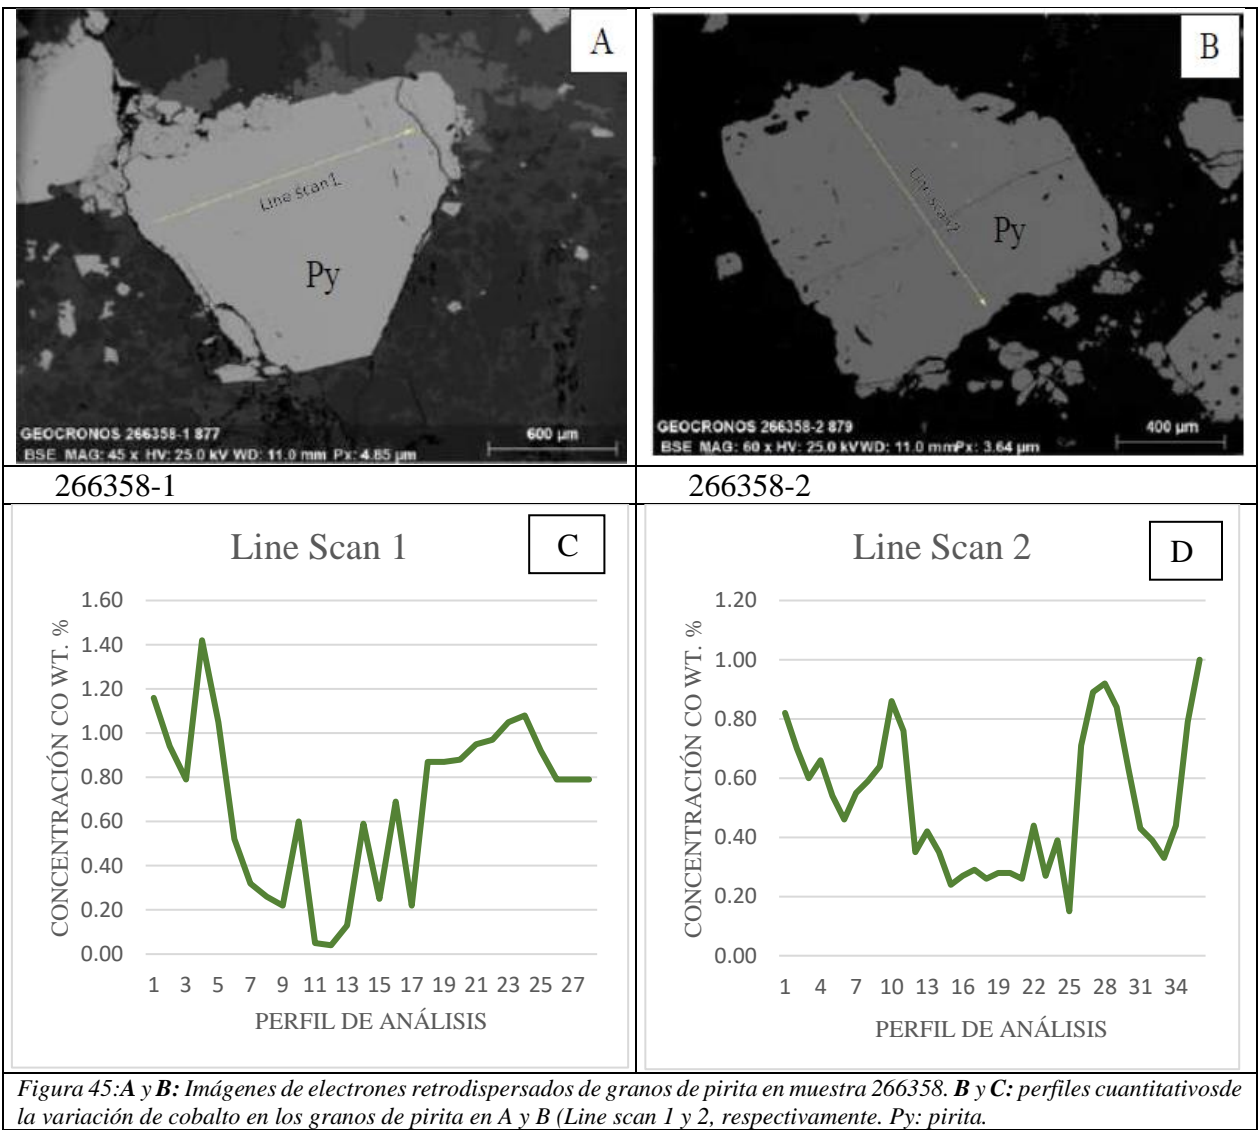 A
Line Scan 1
Py
GEOCRONOS 266358-1 877
600 µm
BSE MAG: 45 x HV: 25.0 kV WD: 11.0 mm Px: 4.85 µm
B
Line Scan2
Py
GEOCRONOS 266358-2 879
400 µm
BSE MAG: 60 x HV: 25.0 kV WD: 11.0 mmPx: 3.64 µm
266358-1
266358-2
Line Scan 1
C
CONCENTRACIÓN CO WT. %
1.60
1.40
1.20
1.00
0.80
0.60
0.40
0.20
0.00
1 3 5 7 9 11 13 15 17 19 21 23 25 27
PERFIL DE ANÁLISIS
Line Scan 2
D
CONCENTRACIÓN CO WT. %
1.20
1.00
0.80
0.60
0.40
0.20
0.00
1 4 7 10 13 16 19 22 25 28 31 34
PERFIL DE ANÁLISIS
Figura 45:A y B: Imágenes de electrones retrodispersados de granos de pirita en muestra 266358. B y C: perfiles cuantitativosde
la variación de cobalto en los granos de pirita en A y B (Line scan 1 y 2, respectivamente. Py: pirita.